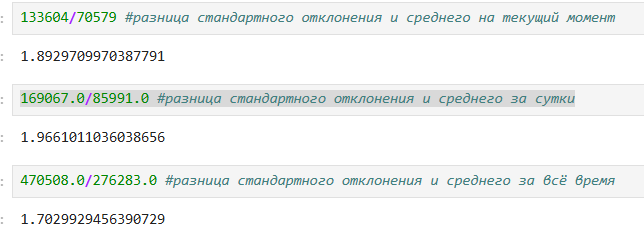 : 133604/70579 #разница стандартного отклонения и среднего на текущий момент
: 1.8929709970387791
: 169067.0/85991.0 #разница стандартного отклонения и среднего за сутки
: 1.9661011036038656
: 470508.0/276283.0 #разница стандартного отклонения и среднего за всё время
: 1.7029929456390729